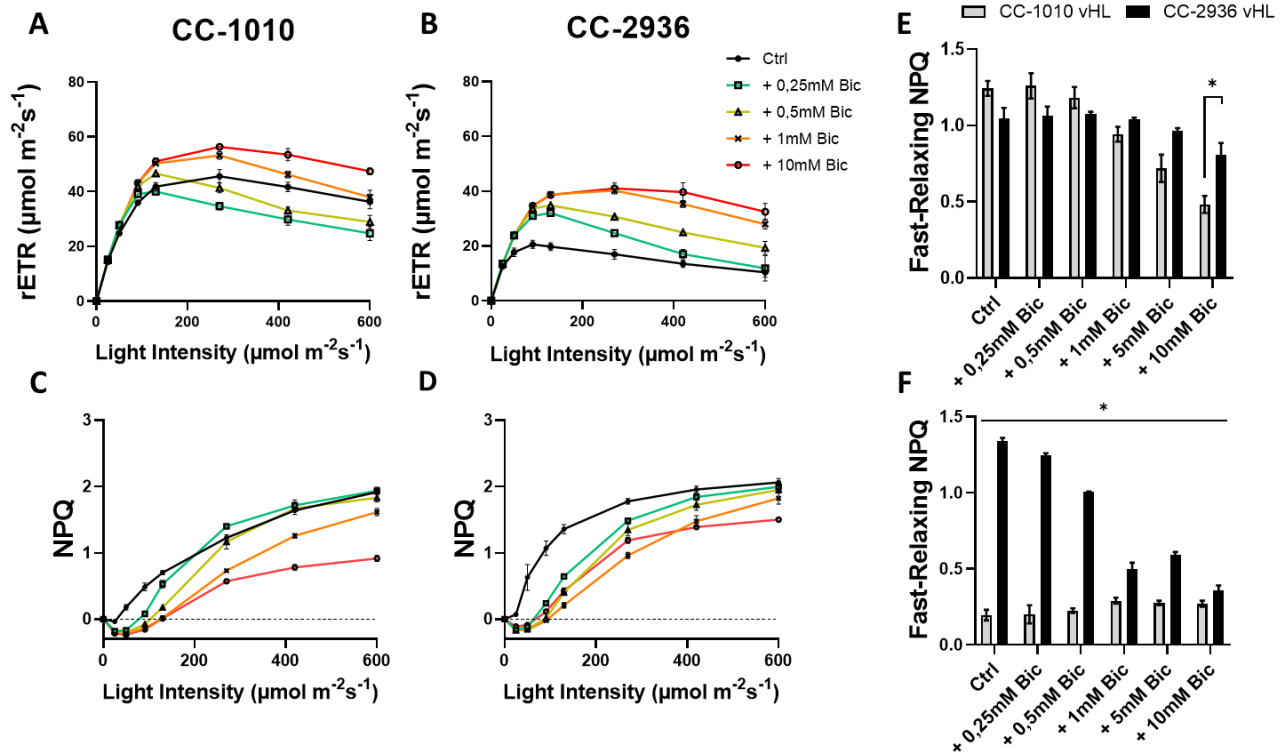 A CC-1010
B CC-2936
Ctrl
+ 0,25mM Bic
+ 0,5mM Bic
+ 1mM Bic
+ 10mM Bic
rETR (µmol m⁻²s⁻¹)
80
60
40
20
0
0 200 400 600
Light Intensity (µmol m⁻²s⁻¹)
rETR (µmol m⁻²s⁻¹)
80
60
40
20
0
0 200 400 600
Light Intensity (µmol m⁻²s⁻¹)
E
CC-1010 vHL CC-2936 vHL
Fast-Relaxing NPQ
1.5
1.0
0.5
0.0
*
Ctrl
+ 0,25mM Bic
+ 0,5mM Bic
+ 1mM Bic
+ 5mM Bic
+ 10mM Bic
C
NPQ
3
2
1
0
0 200 400 600
Light Intensity (µmol m⁻²s⁻¹)
D
NPQ
3
2
1
0
0 200 400 600
Light Intensity (µmol m⁻²s⁻¹)
F
Fast-Relaxing NPQ
1.5
1.0
0.5
0.0
*
Ctrl
+ 0,25mM Bic
+ 0,5mM Bic
+ 1mM Bic
+ 5mM Bic
+ 10mM Bic